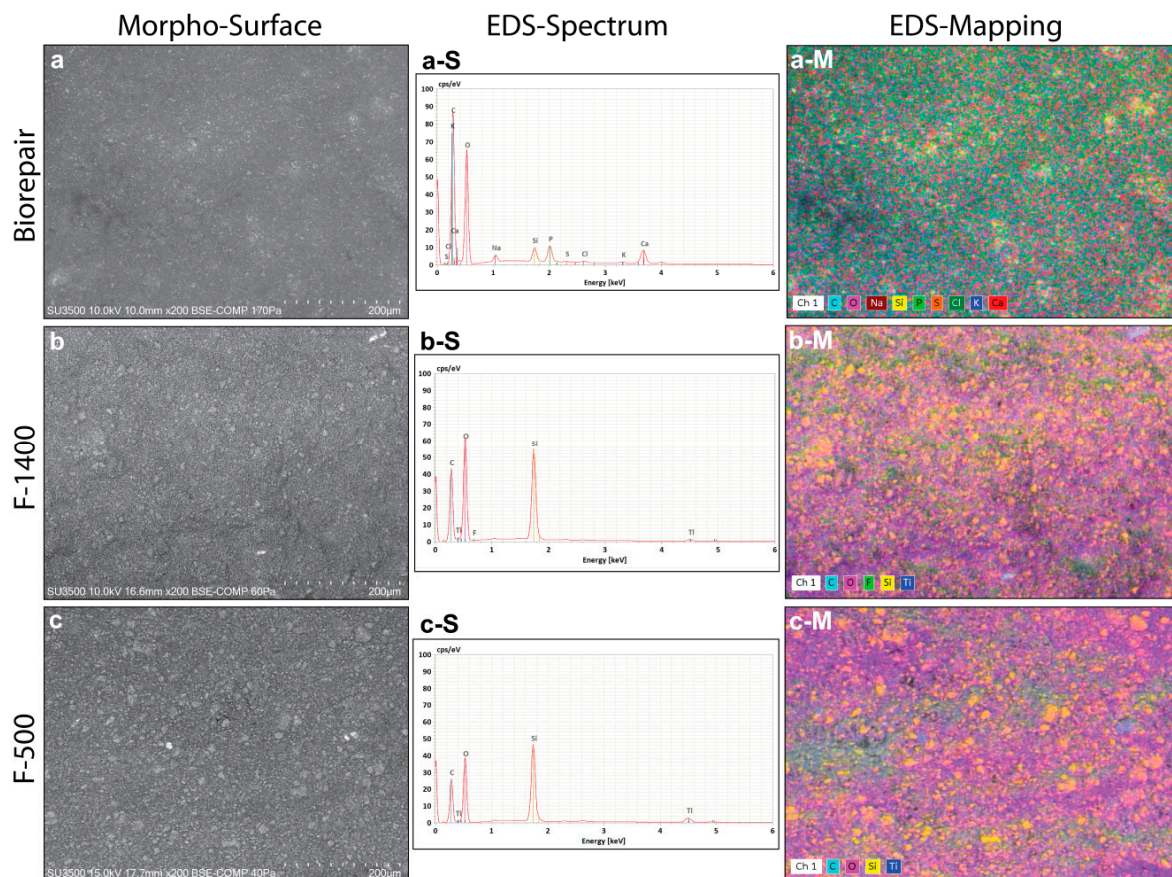 Morpho-Surface
EDS-Spectrum
EDS-Mapping
Biorepair
a
SU3500 10.0kV 10.0mm x200 BSE-COMP 170Pa 200µm
a-S
cps/eV
100
90
80
70
60
50
40
30
20
10
0
C
K
O
Ca
Cl
S
Na
Si
P
S
Cl
K
Ca
0 1 2 3 4 5 6
Energy [keV]
a-M
Ch 1 C O Na Si P S Cl K Ca
F-1400
b
SU3500 10.0kV 16.6mm x200 BSE-COMP 60Pa 200µm
b-S
cps/eV
100
90
80
70
60
50
40
30
20
10
0
C
O
Ti
F
Si
Ti
0 1 2 3 4 5 6
Energy [keV]
b-M
Ch 1 C O F Si Ti
F-500
c
SU3500 15.0kV 17.7mm x200 BSE-COMP 40Pa 200µm
c-S
cps/eV
100
90
80
70
60
50
40
30
20
10
0
C
O
Ti
Si
Ti
0 1 2 3 4 5 6
Energy [keV]
c-M
Ch 1 C O Si Ti